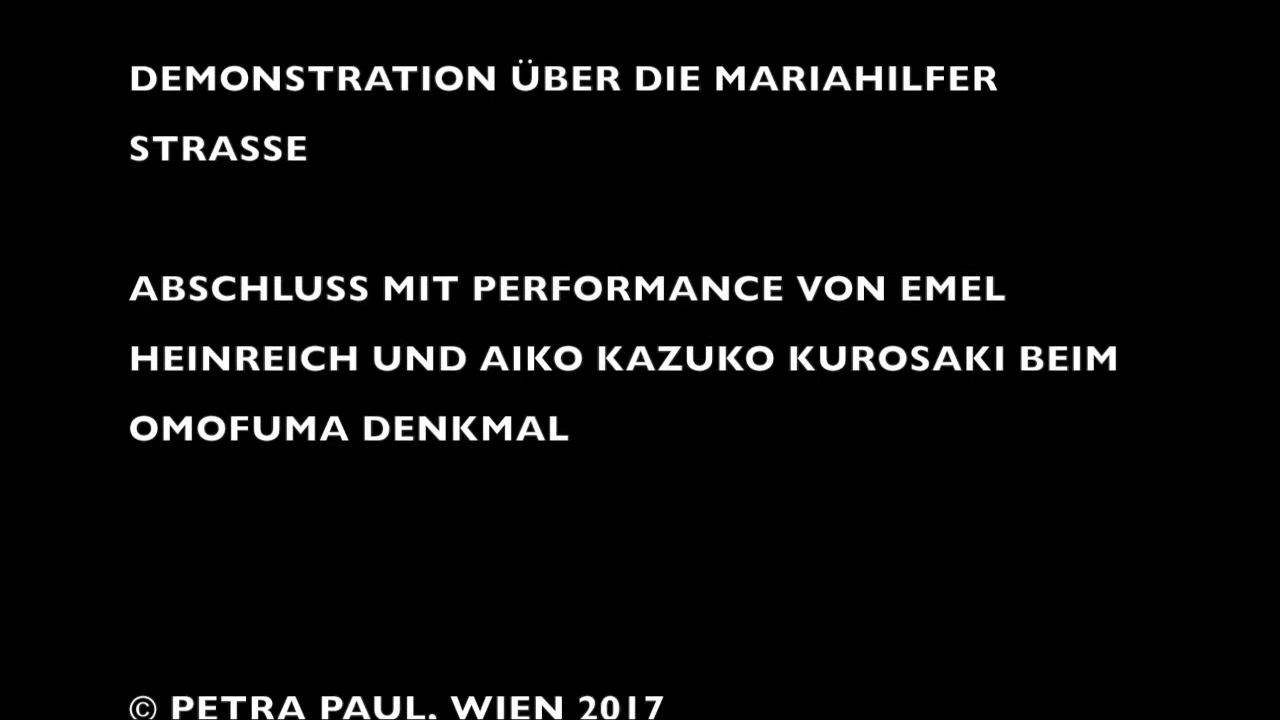 DEMONSTRATION ÜBER DIE MARIAHILFER
STRASSE
ABSCHLUSS MIT PERFORMANCE VON EMEL
HEINREICH UND AIKO KAZUKO KUROSAKI BEIM
OMOFUMA DENKMAL
© PETRA PAUL, WIEN 2017